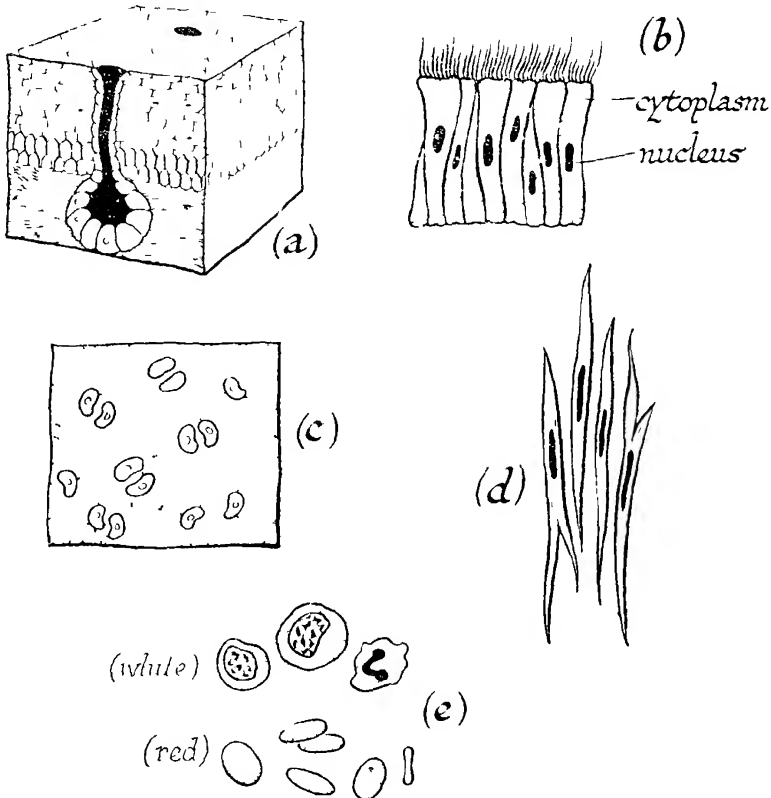 (b)
cytoplasm
nucleus
(a)
(c)
(d)
(white)
(e)
(red)